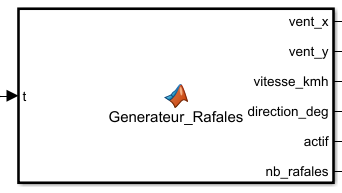 vent_x
vent_y
vitesse_kmh
t
Generateur_Rafales
direction_deg
actif
nb_rafales